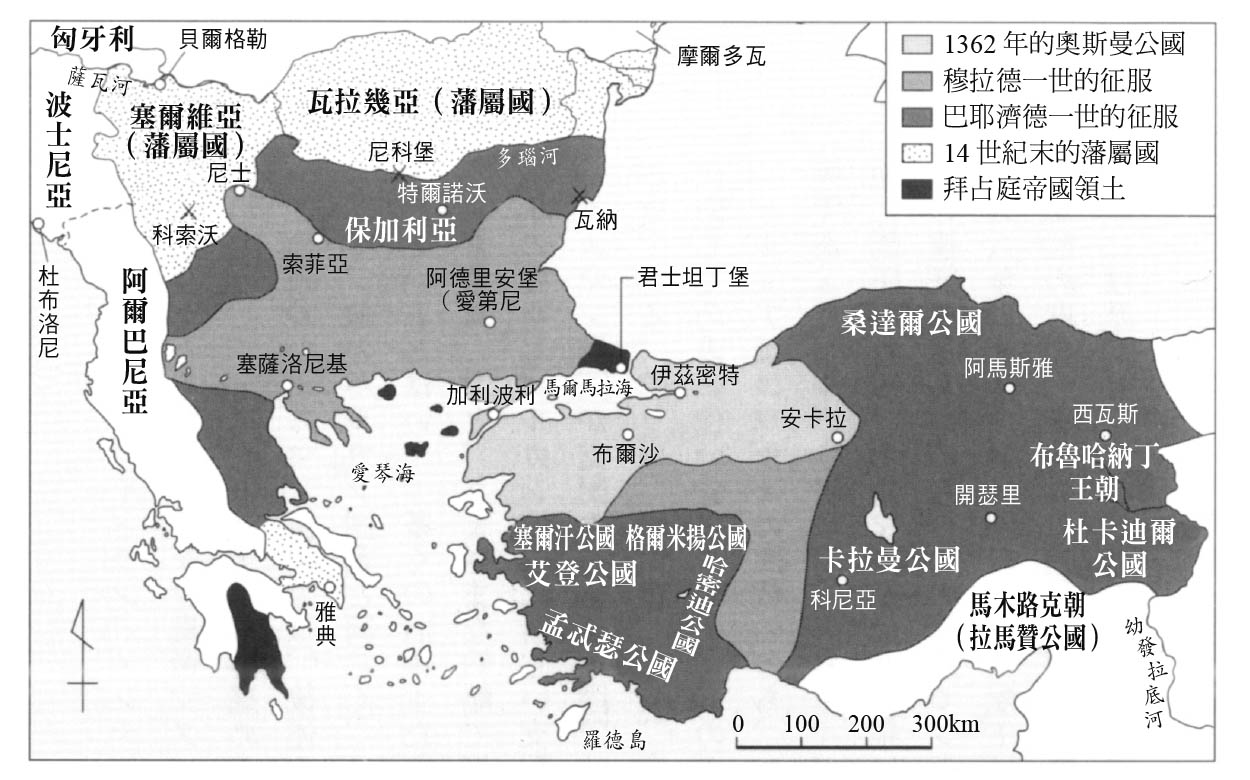 匈牙利
貝爾格勒
薩瓦河
摩爾多瓦
波士尼亞
塞爾維亞
(藩屬國)
瓦拉幾亞(藩屬國)
尼士
尼科堡
多瑙河
特爾諾沃
瓦納
科索沃
保加利亞
索菲亞
杜布洛尼
阿爾巴尼亞
阿德里安堡
(愛第尼
君士坦丁堡
塞薩洛尼基
加利波利
馬爾馬拉海
伊茲密特
布爾沙
安卡拉
愛琴海
桑達爾公國
阿馬斯雅
西瓦斯
布魯哈納丁
王朝
開瑟里
杜卡迪爾
公國
塞爾汗公國
格爾米揚公國
艾登公國
哈密迪公國
孟忒瑟公國
卡拉曼公國
科尼亞
馬木路克朝
(拉馬贊公國)
幼發拉底河
雅典
羅德島
1362年的奧斯曼公國
穆拉德一世的征服
巴耶濟德一世的征服
14世紀末的藩屬國
拜占庭帝國領土
0 100 200 300km